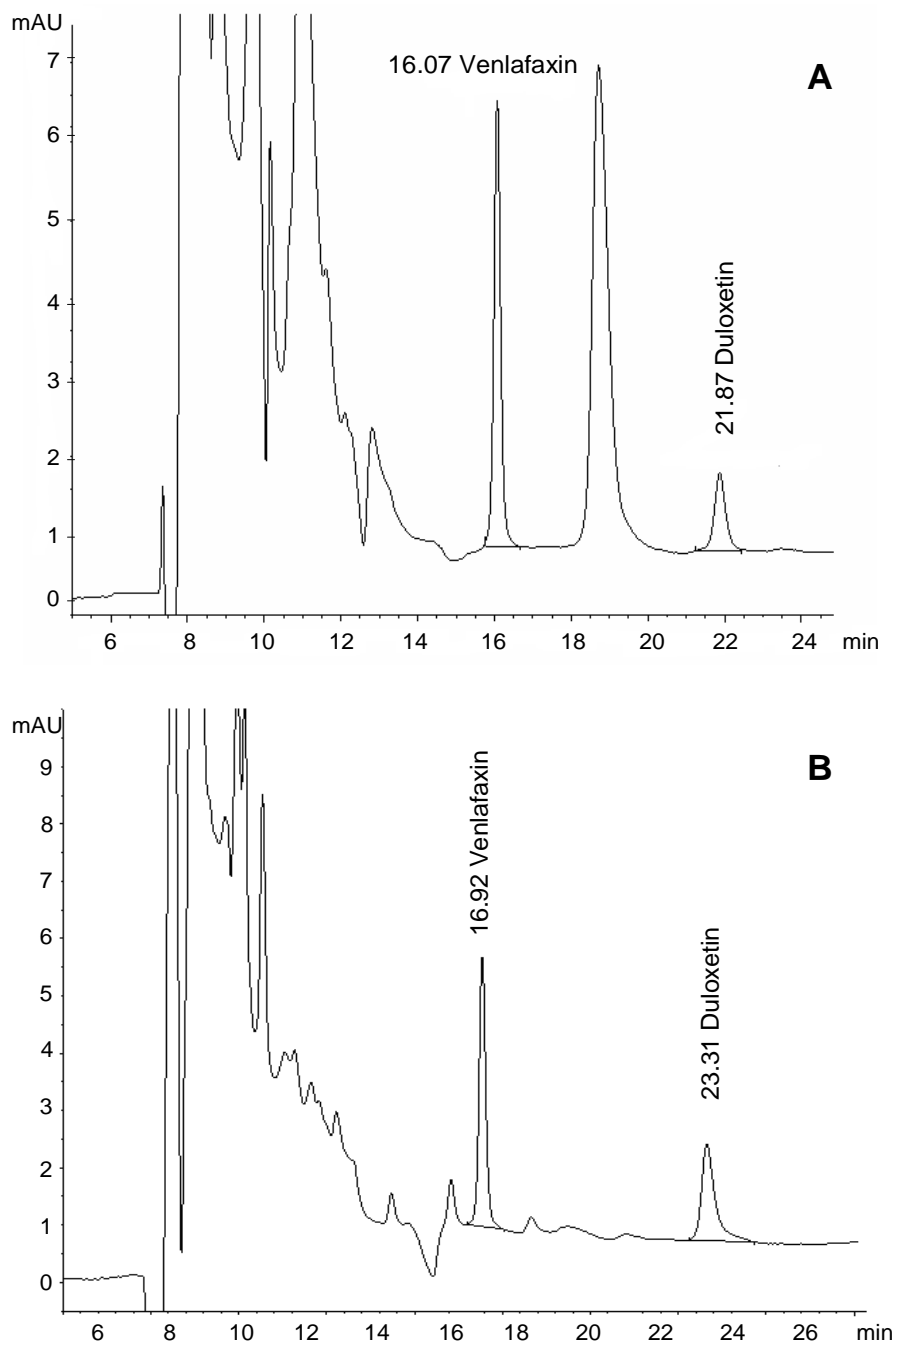 mAU
A
16.07 Venlafaxin
21.87 Duloxetin
7
6
5
4
3
2
1
0
6 8 10 12 14 16 18 20 22 24 min
mAU
B
16.92 Venlafaxin
23.31 Duloxetin
9
8
7
6
5
4
3
2
1
0
6 8 10 12 14 16 18 20 22 24 26 min